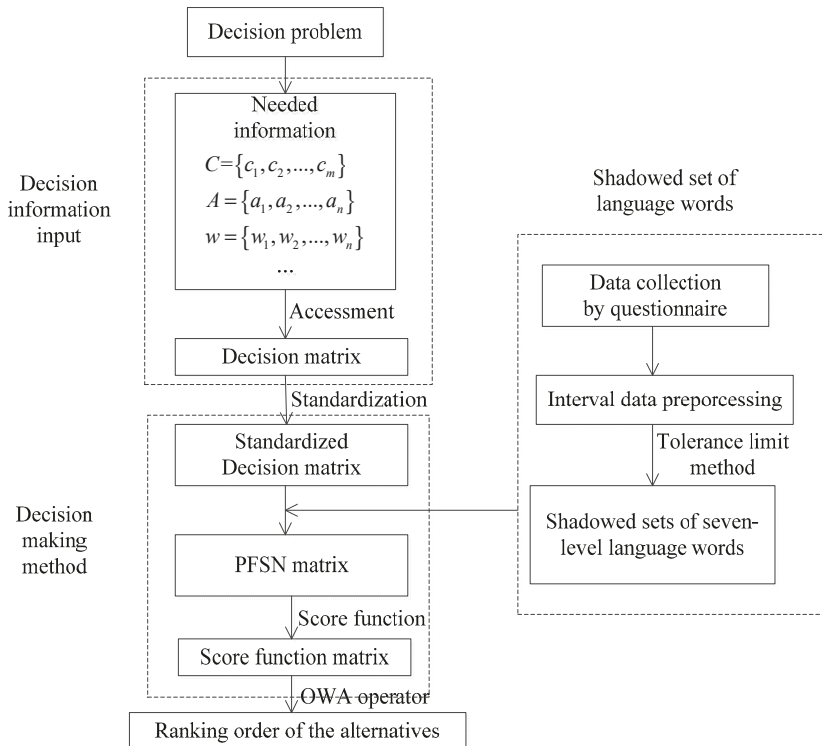 Decision problem
Needed
information
C={c₁,c₂,...,cₘ}
A={a₁,a₂,...,aₙ}
w={w₁,w₂,...,wₙ}
...
Decision
information
input
Accessment
Decision matrix
Standardization
Standardized
Decision matrix
Decision
making
method
PFSN matrix
Score function
Score function matrix
OWA operator
Ranking order of the alternatives
Shadowed set of
language words
Data collection
by questionnaire
Interval data preporcessing
Tolerance limit
method
Shadowed sets of seven-
level language words